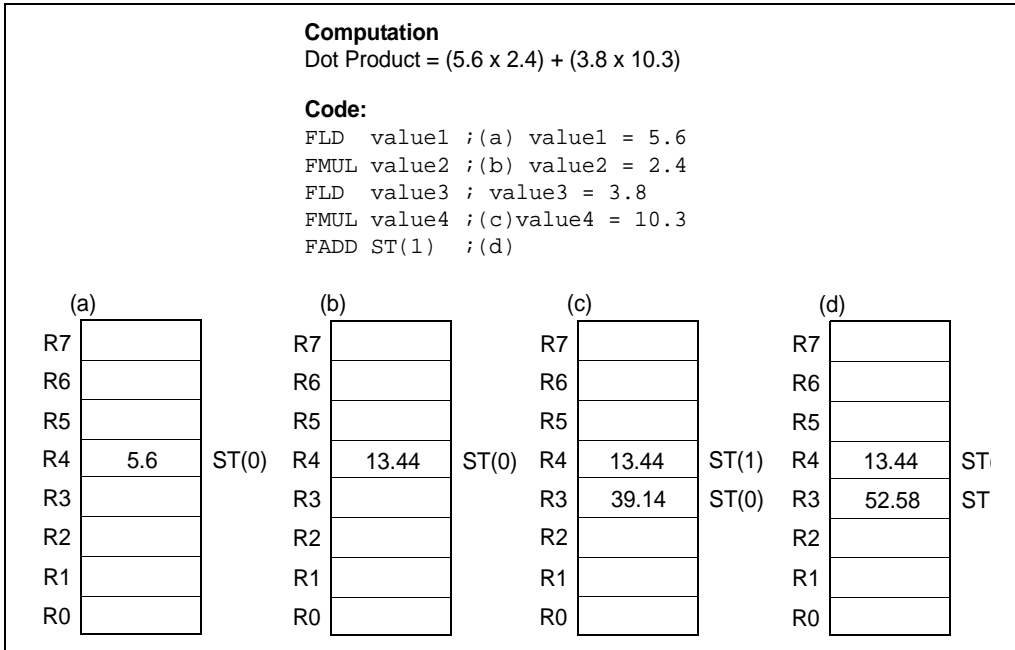 Computation
Dot Product = (5.6 x 2.4) + (3.8 x 10.3)
Code:
FLD value1 ;(a) value1 = 5.6
FMUL value2 ;(b) value2 = 2.4
FLD value3 ; value3 = 3.8
FMUL value4 ;(c)value4 = 10.3
FADD ST(1) ;(d)
(a) (b) (c) (d)
R7 R7 R7 R7
R6 R6 R6 R6
R5 R5 R5 R5
R4 5.6 ST(0) R4 13.44 ST(0) R4 13.44 ST(1) R4 13.44 ST(
R3 R3 R3 39.14 ST(0) R3 52.58 ST
R2 R2 R2 R2
R1 R1 R1 R1
R0 R0 R0 R0